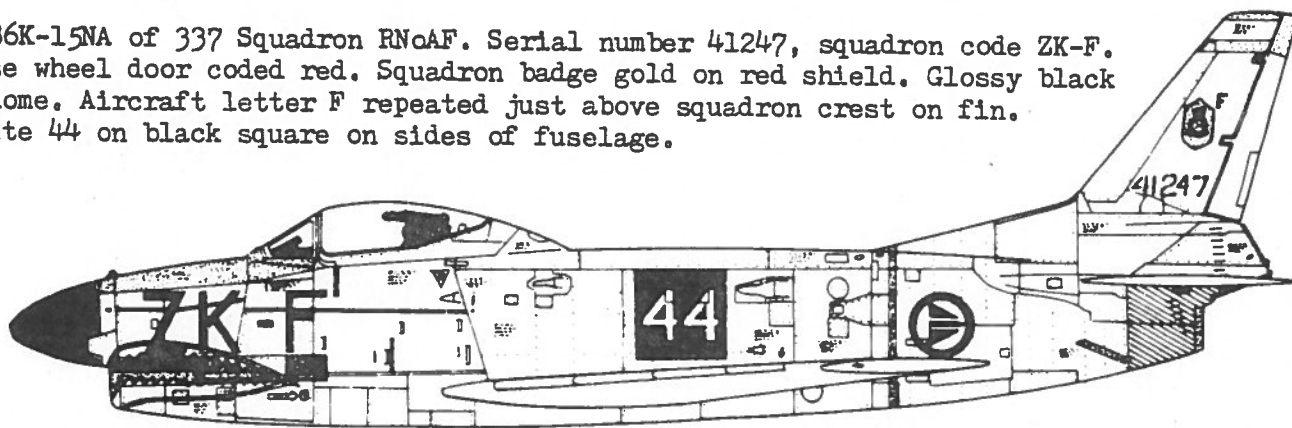 6K-15NA of 337 Squadron RNoAF. Serial number 41247, squadron code ZK-F.
e wheel door coded red. Squadron badge gold on red shield. Glossy black
ome. Aircraft letter F repeated just above squadron crest on fin.
te 44 on black square on sides of fuselage.
F
41247
ZK F
44